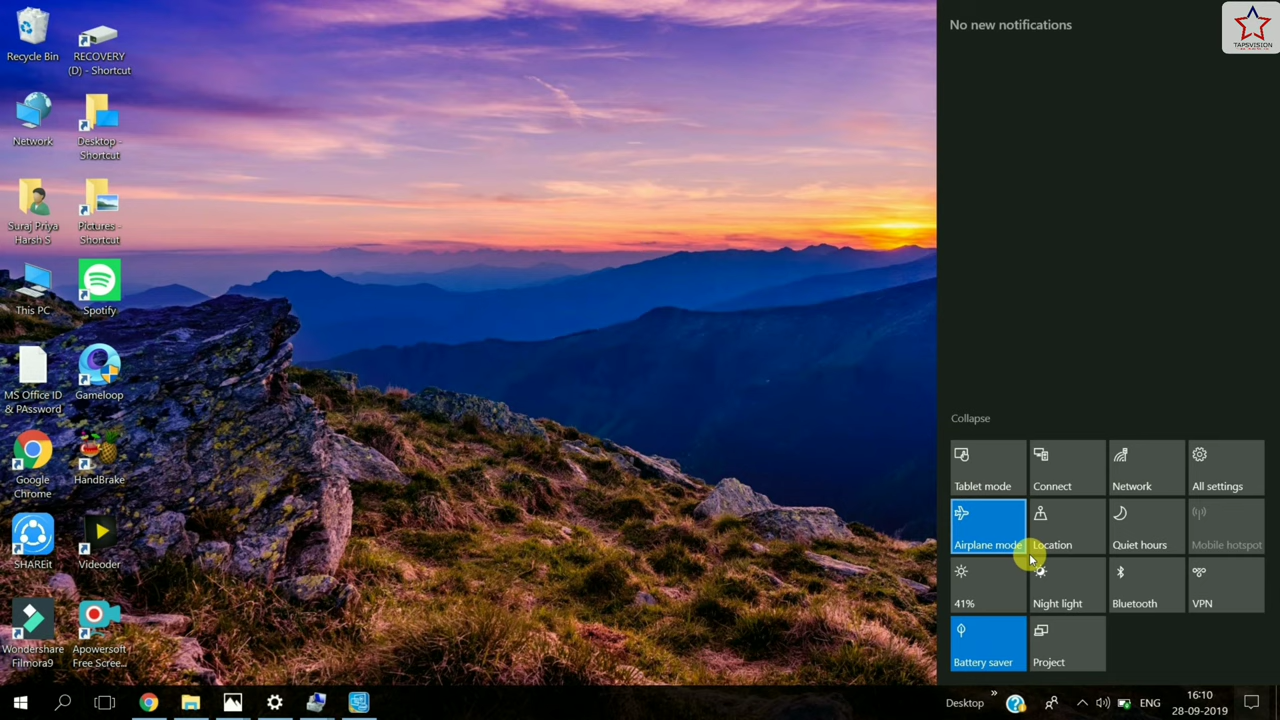 Recycle Bin
RECOVERY
(D) - Shortcut
Network
Desktop -
Shortcut
Suraj Priya
Harsh S
Pictures -
Shortcut
This PC
Spotify
MS Office ID
& PAssword
Gameloop
Google
Chrome
HandBrake
SHAREit
Videoder
Wondershare
Filmora9
Apowersoft
Free Scree...
No new notifications
TAPSVISION
Collapse
Tablet mode
Connect
Network
All settings
Airplane mode
Location
Quiet hours
Mobile hotspot
41%
Night light
Bluetooth
VPN
Battery saver
Project
Desktop
ENG
16:10
28-09-2019